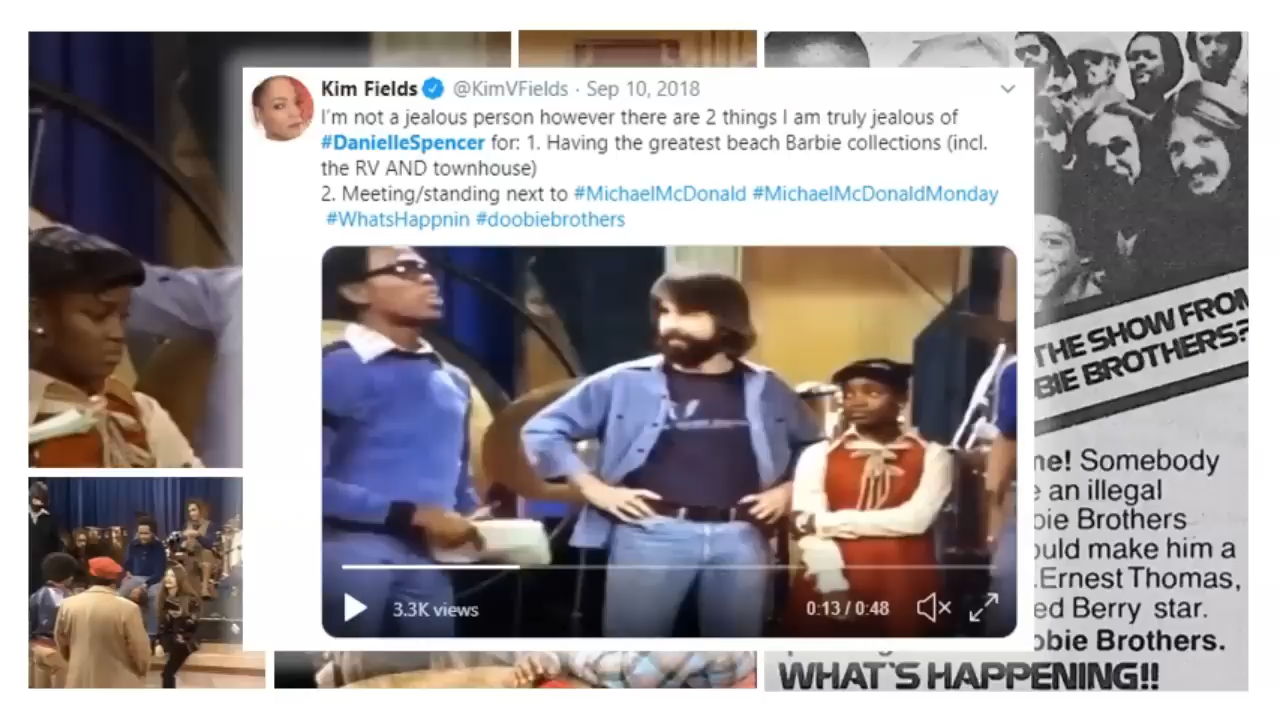 Kim Fields @KimVFields · Sep 10, 2018
I'm not a jealous person however there are 2 things I am truly jealous of
#DanielleSpencer for: 1. Having the greatest beach Barbie collections (incl.
the RV AND townhouse)
2. Meeting/standing next to #MichaelMcDonald #MichaelMcDonaldMonday
#WhatsHappnin #doobiebrothers
3.3K views
0:13 / 0:48
THE SHOW FROM
BIE BROTHERS?
ne! Somebody
e an illegal
bie Brothers
ould make him a
.Ernest Thomas,
ed Berry star.
obie Brothers.
WHAT'S HAPPENING!!